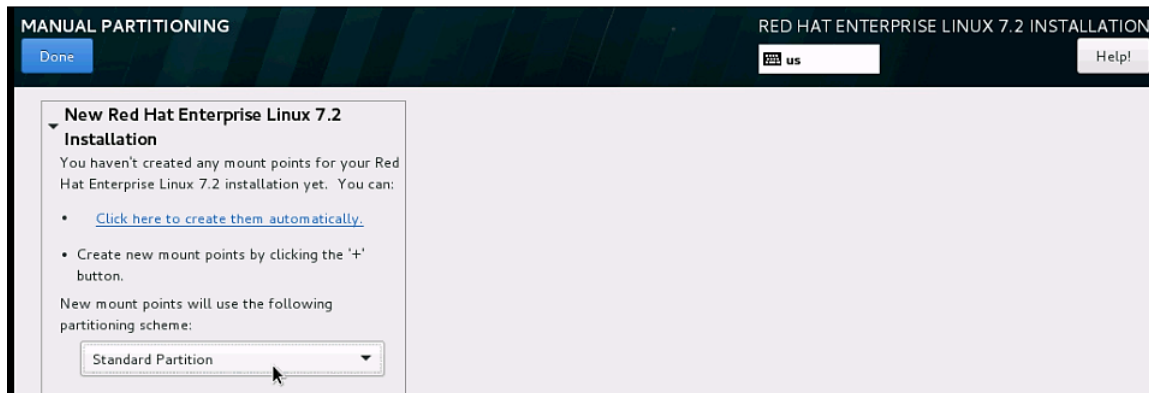 MANUAL PARTITIONING
RED HAT ENTERPRISE LINUX 7.2 INSTALLATION
Done
us
Help!
New Red Hat Enterprise Linux 7.2
Installation
You haven't created any mount points for your Red
Hat Enterprise Linux 7.2 installation yet. You can:
• Click here to create them automatically.
• Create new mount points by clicking the '+'
button.
New mount points will use the following
partitioning scheme:
Standard Partition